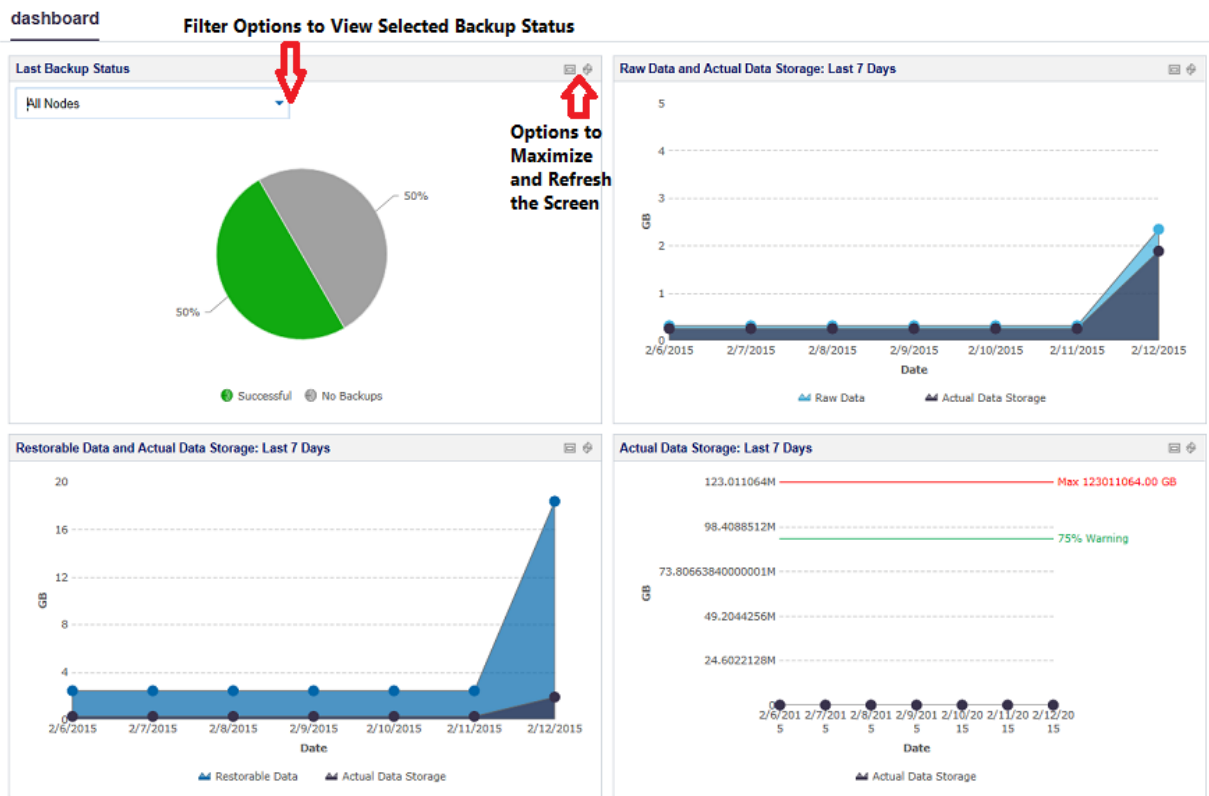 dashboard
Filter Options to View Selected Backup Status
Last Backup Status
All Nodes
Options to
Maximize
and Refresh
the Screen
50%
50%
Successful
No Backups
Raw Data and Actual Data Storage: Last 7 Days
5
4
3
2
1
0
GB
2/6/2015
2/7/2015
2/8/2015
2/9/2015
2/10/2015
2/11/2015
2/12/2015
Date
Raw Data
Actual Data Storage
Restorable Data and Actual Data Storage: Last 7 Days
20
16
12
8
4
0
GB
2/6/2015
2/7/2015
2/8/2015
2/9/2015
2/10/2015
2/11/2015
2/12/2015
Date
Restorable Data
Actual Data Storage
Actual Data Storage: Last 7 Days
123.011064M
Max 123011064.00 GB
98.4088512M
75% Warning
73.80663840000001M
GB
49.2044256M
24.6022128M
0
2/6/201
5
2/7/201
5
2/8/201
5
2/9/201
5
2/10/20
15
2/11/20
15
2/12/20
15
Date
Actual Data Storage